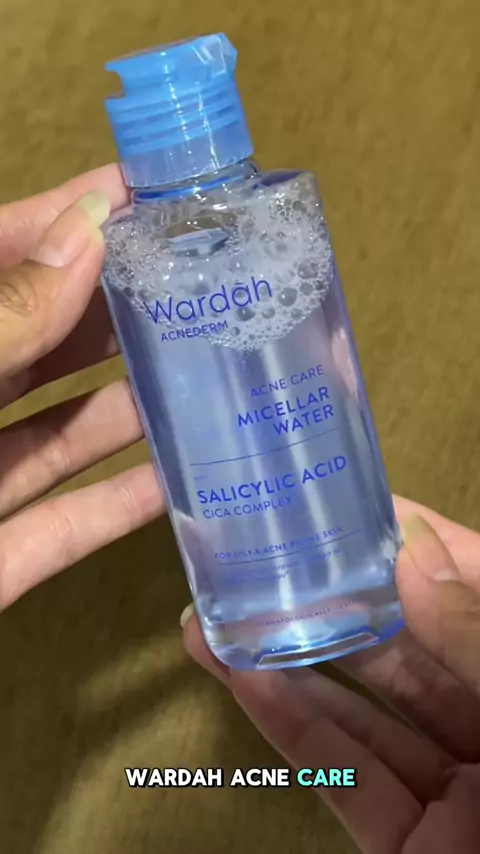 Wardah
ACNEDERM
ACNE CARE
MICELLAR
WATER
SALICYLIC ACID
CICA COMPLEX
FOR OILY & ACNE PRONE SKIN
WARDAH ACNE CARE